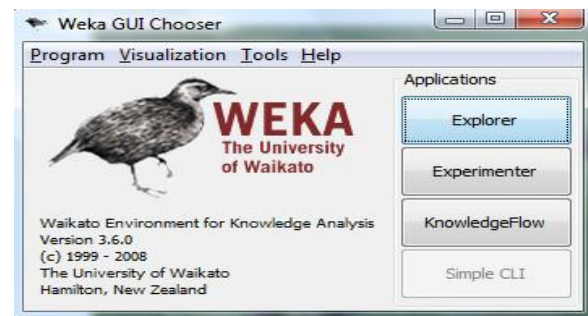 Weka GUI Chooser
Program Visualization Tools Help
WEKA
The University
of Waikato
Waikato Environment for Knowledge Analysis
Version 3.6.0
(c) 1999 - 2008
The University of Waikato
Hamilton, New Zealand
Applications
Explorer
Experimenter
KnowledgeFlow
Simple CLI